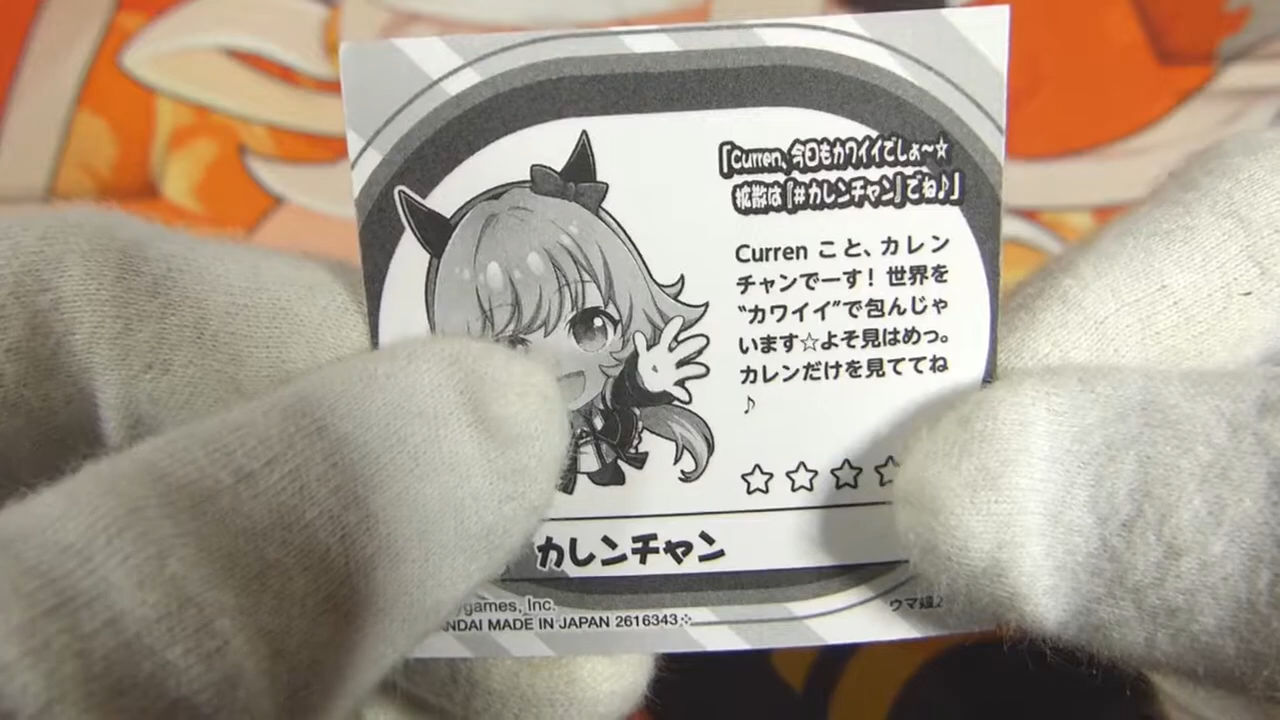 「Curren、今日もカワイイでしょ～☆
拡散は『#カレンチャン』でね♪」
Curren こと、カレン
チャンでーす! 世界を
“カワイイ”で包んじゃ
います☆よそ見はめっ。
カレンだけを見ててね
♪
☆☆☆☆
カレンチャン
ygames, Inc.
NDAI MADE IN JAPAN 2616343
ウマ娘2